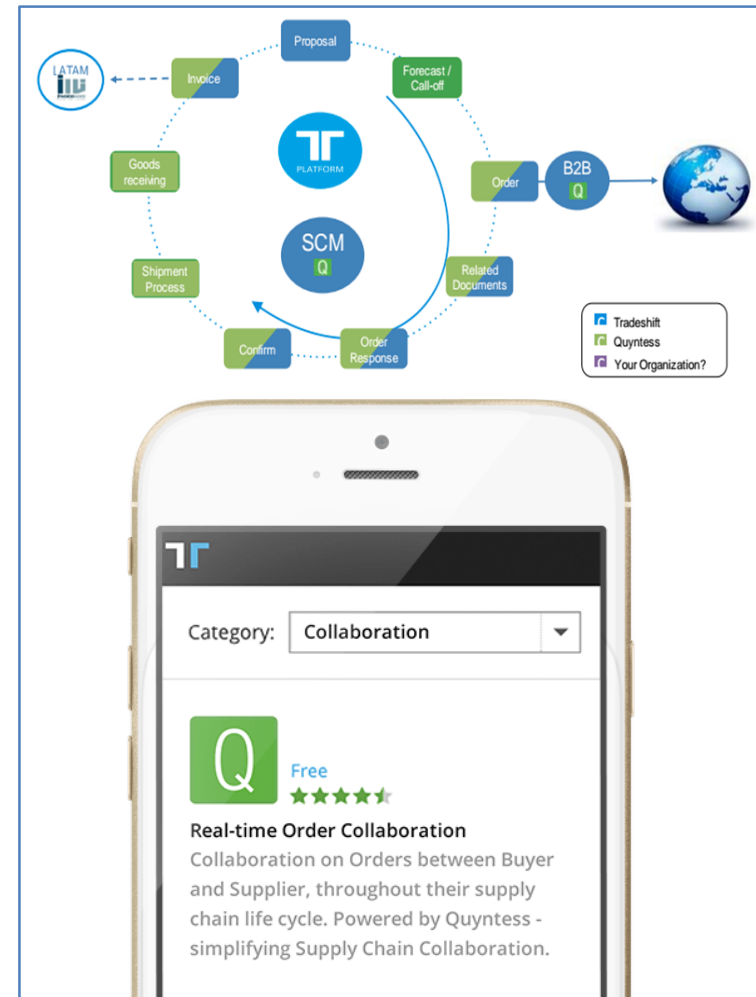 Proposal
LATAM
Invoice
Forecast /
Call-off
PLATFORM
Goods
receiving
Order
B2B
Q
SCM
Q
Shipment
Process
Related
Documents
Confirm
Order
Response
Tradeshift
Quyntess
Your Organization?
Category:
Collaboration
Q
Free
Real-time Order Collaboration
Collaboration on Orders between Buyer
and Supplier, throughout their supply
chain life cycle. Powered by Quyntess -
simplifying Supply Chain Collaboration.